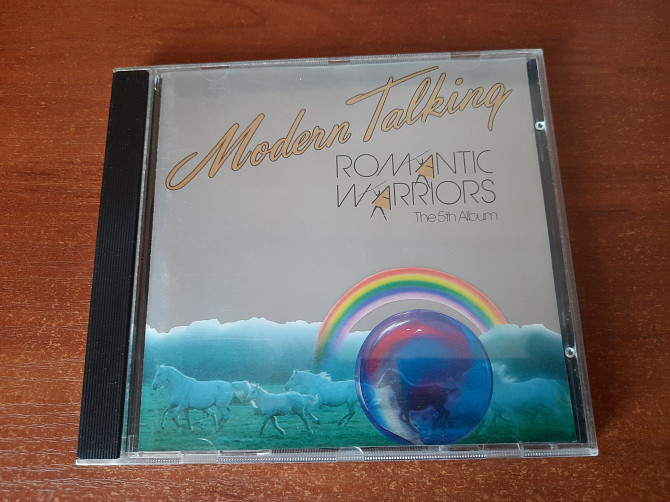 Modern Talking
ROMANTIC
WARRIORS
The 5th Album